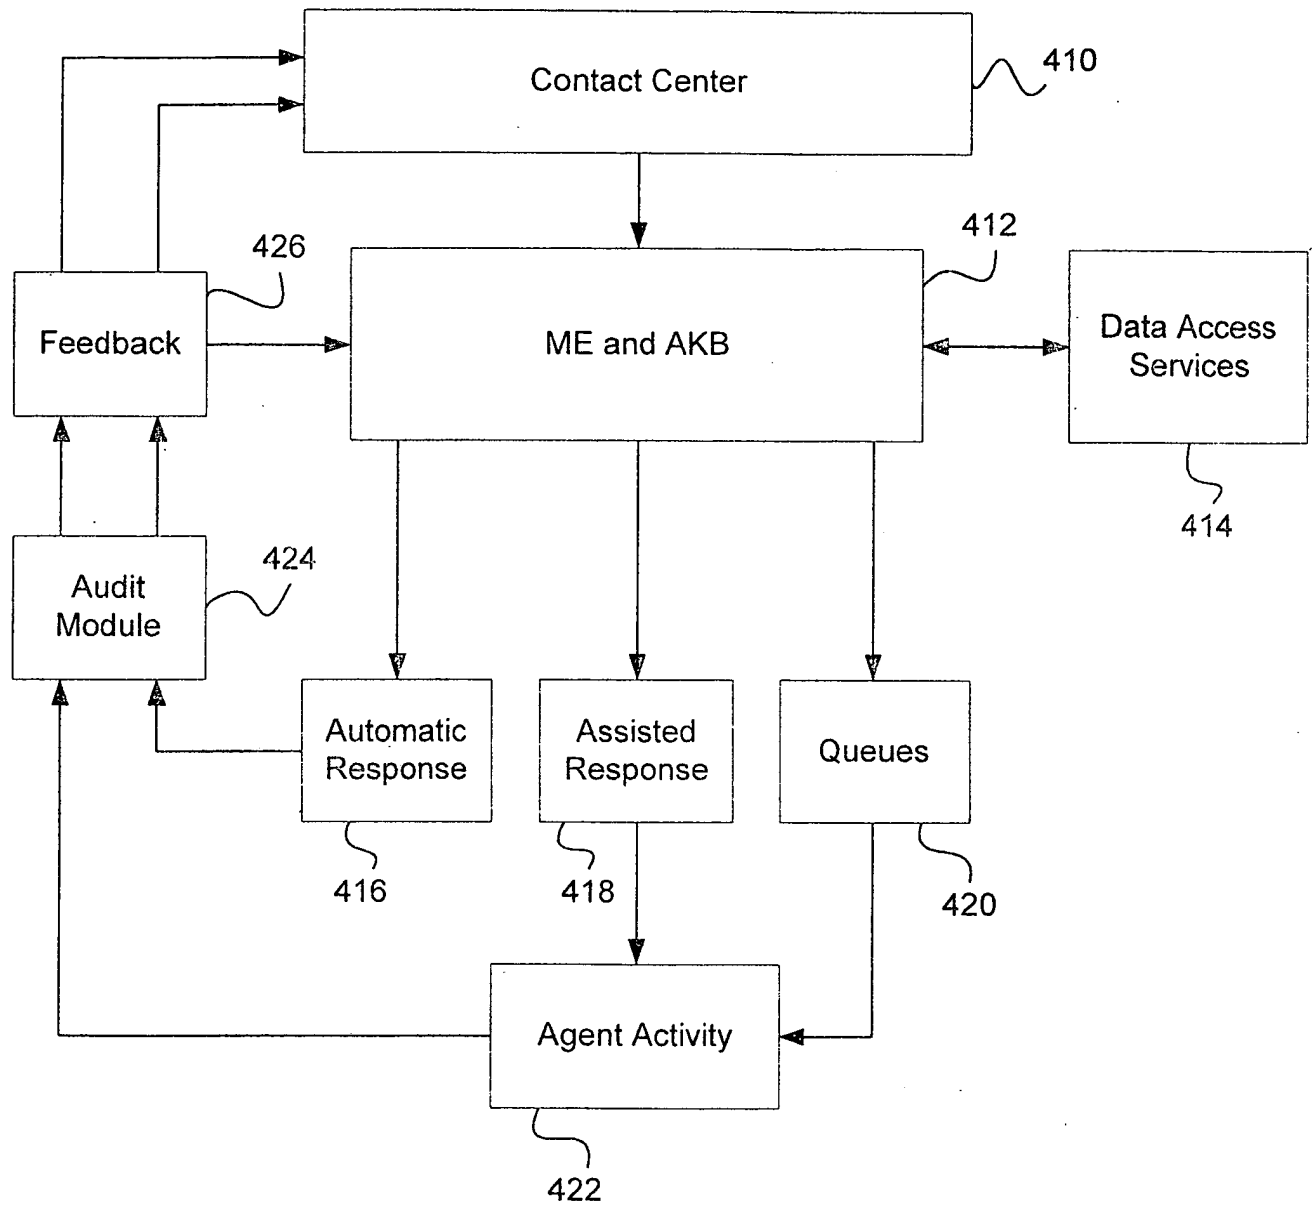 Contact Center
410
412
426
ME and AKB
Feedback
Data Access
Services
414
424
Audit
Module
Automatic
Response
Assisted
Response
Queues
416
418
420
Agent Activity
422